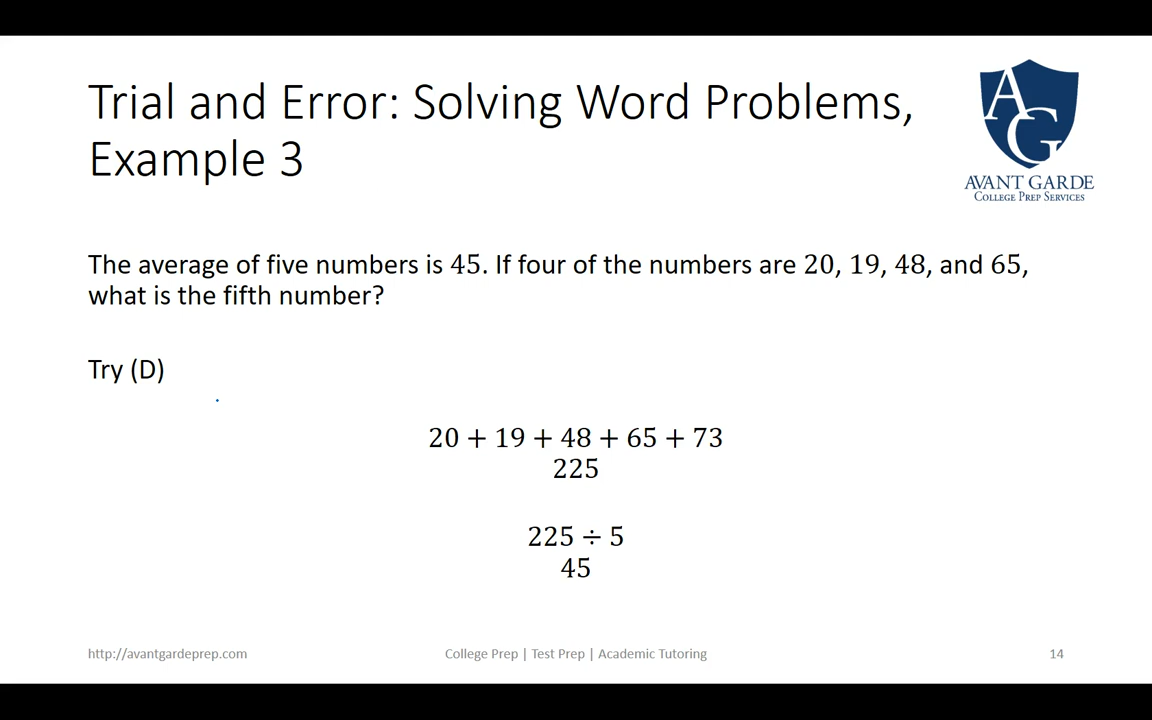 Trial and Error: Solving Word Problems,
Example 3
AG
AVANT GARDE
COLLEGE PREP SERVICES
The average of five numbers is 45. If four of the numbers are 20, 19, 48, and 65,
what is the fifth number?
Try (D)
20 + 19 + 48 + 65 + 73
225
225 ÷ 5
45
http://avantgardeprep.com
College Prep | Test Prep | Academic Tutoring
14